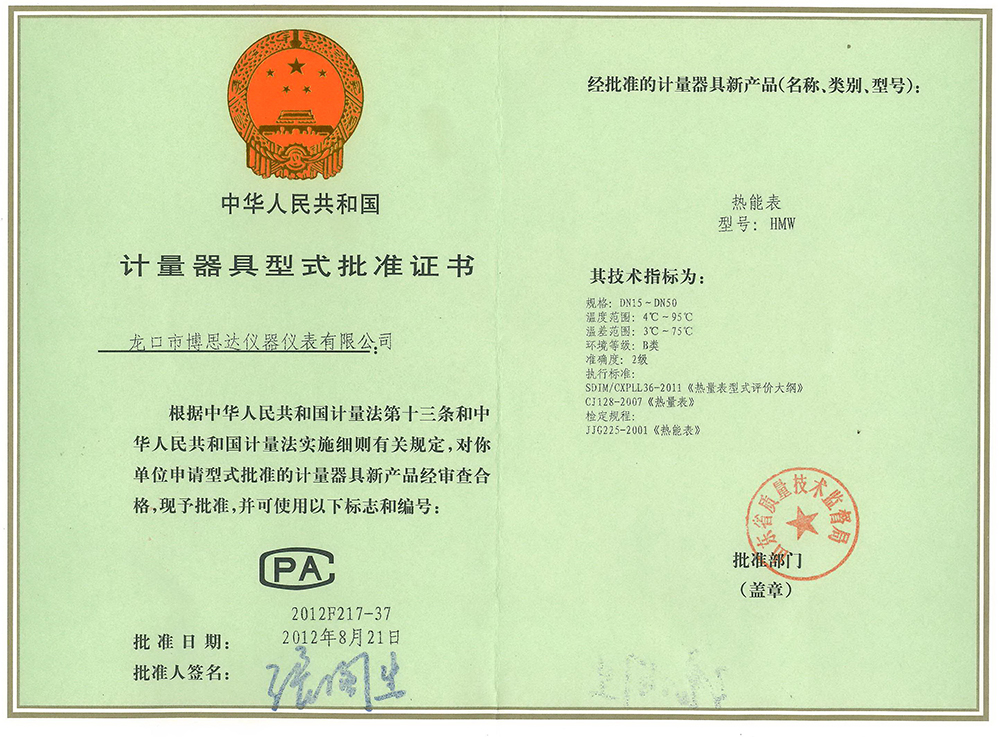 中华人民共和国
计量器具型式批准证书
龙口市博思达仪器仪表有限公司:
根据中华人民共和国计量法第十三条和中
华人民共和国计量法实施细则有关规定,对你
单位申请型式批准的计量器具新产品经审查合
格,现予批准,并可使用以下标志和编号:
CPA
2012F217-37
批准日期: 2012年8月21日
批准人签名:
经批准的计量器具新产品(名称、类别、型号):
热能表
型号: HMW
其技术指标为:
规格: DN15~DN50
温度范围: 4℃~95℃
温差范围: 3℃~75℃
环境等级: B类
准确度: 2级
执行标准:
SDIM/CXPLL36-2011《热量表型式评价大纲》
CJ128-2007《热量表》
检定规程:
JJG225-2001《热能表》
山东省质量技术监督局
批准部门
(盖章)